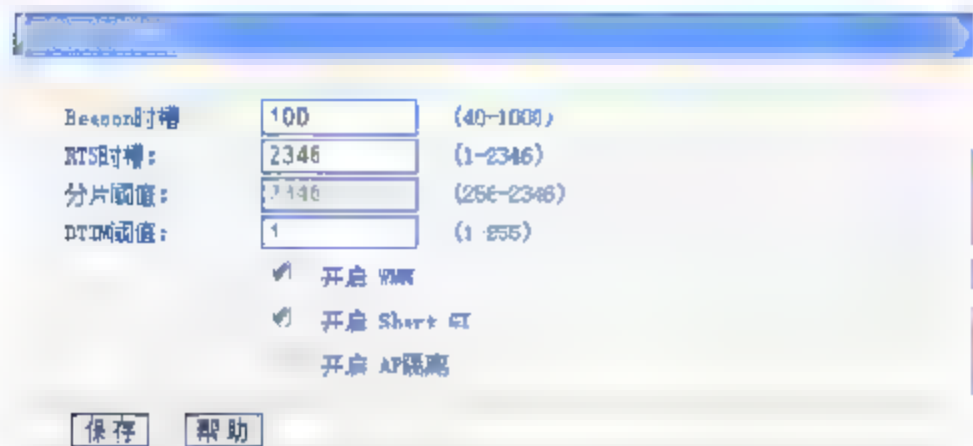 Beacon时槽 100 (40-1000)
RTS时槽: 2346 (1-2346)
分片阈值: 2346 (256-2346)
DTIM阈值: 1 (1-255)
开启 WMM
开启 Short GI
开启 AP隔离
保存 帮助